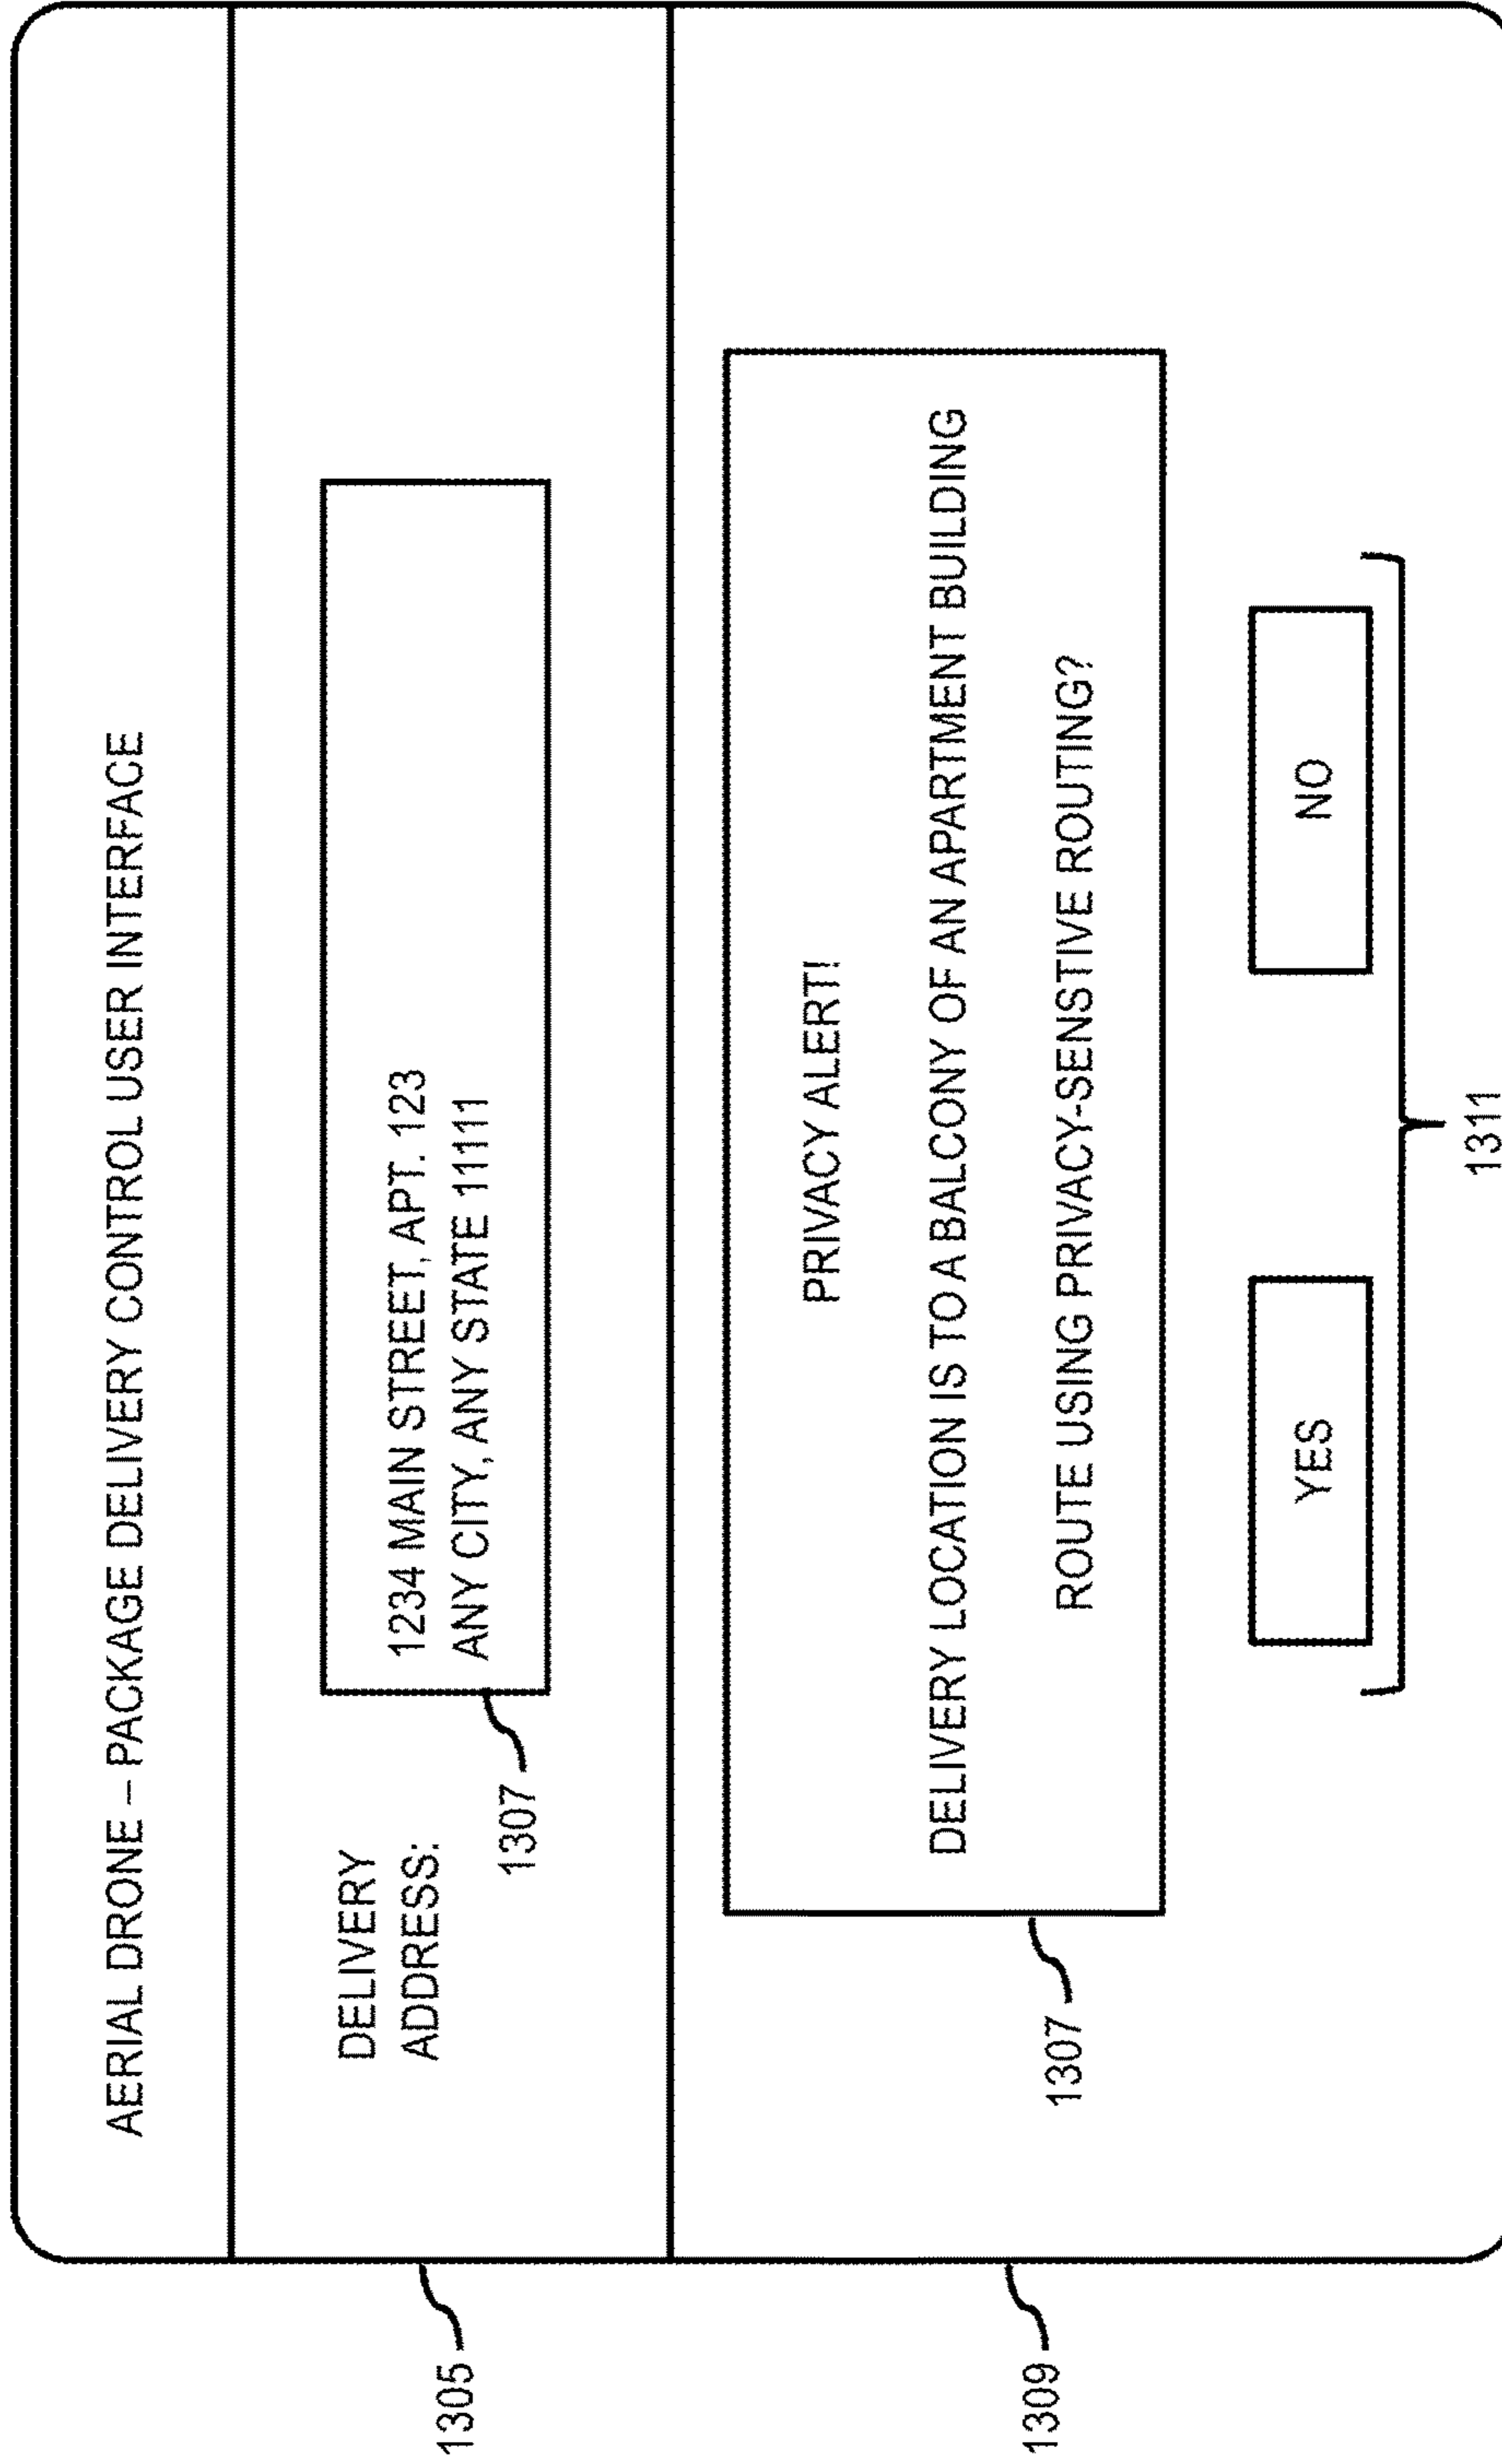 AERIAL DRONE – PACKAGE DELIVERY CONTROL USER INTERFACE
1305
DELIVERY
ADDRESS:
1307
1234 MAIN STREET, APT. 123
ANY CITY, ANY STATE 11111
1309
1307
PRIVACY ALERT!
DELIVERY LOCATION IS TO A BALCONY OF AN APARTMENT BUILDING
ROUTE USING PRIVACY-SENSTIVE ROUTING?
YES
NO
1311